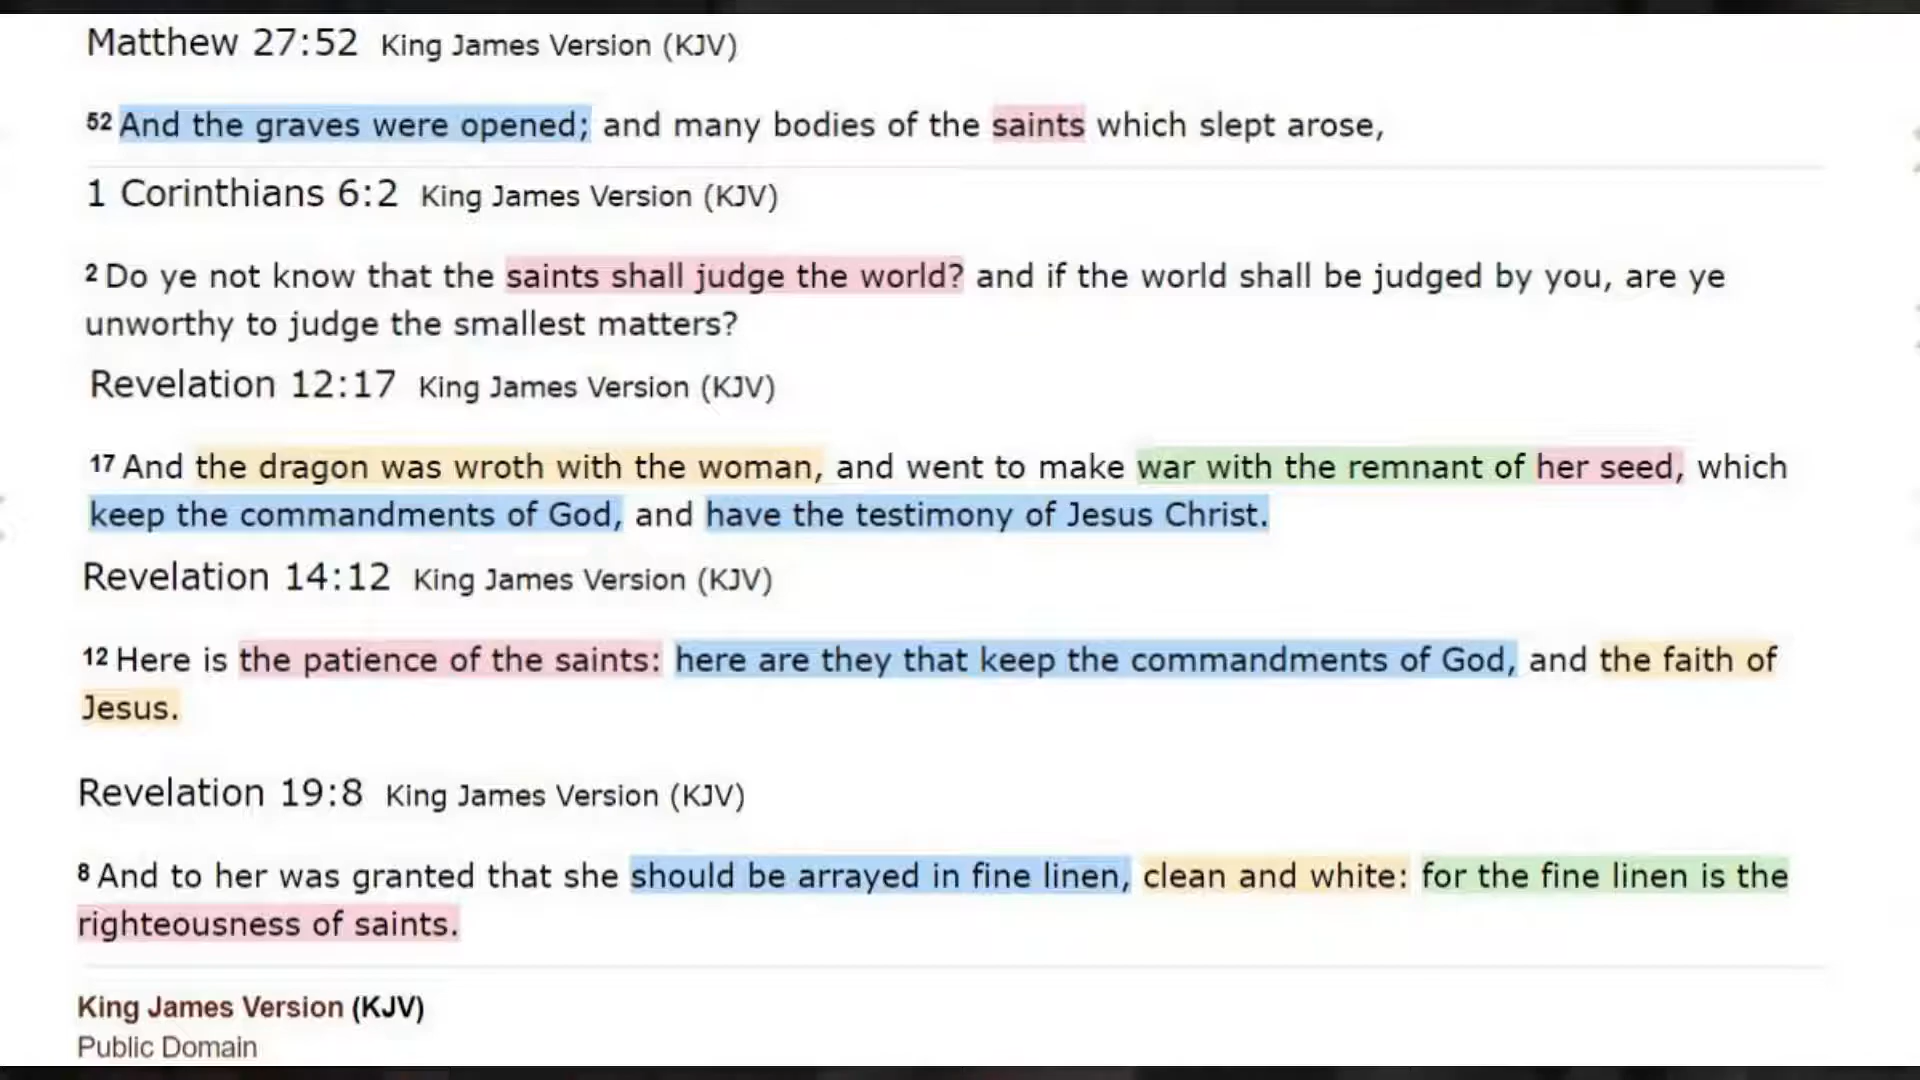 Matthew 27:52 King James Version (KJV)
52 And the graves were opened; and many bodies of the saints which slept arose,
1 Corinthians 6:2 King James Version (KJV)
2 Do ye not know that the saints shall judge the world? and if the world shall be judged by you, are ye
unworthy to judge the smallest matters?
Revelation 12:17 King James Version (KJV)
17 And the dragon was wroth with the woman, and went to make war with the remnant of her seed, which
keep the commandments of God, and have the testimony of Jesus Christ.
Revelation 14:12 King James Version (KJV)
12 Here is the patience of the saints: here are they that keep the commandments of God, and the faith of
Jesus.
Revelation 19:8 King James Version (KJV)
8 And to her was granted that she should be arrayed in fine linen, clean and white: for the fine linen is the
righteousness of saints.
King James Version (KJV)
Public Domain